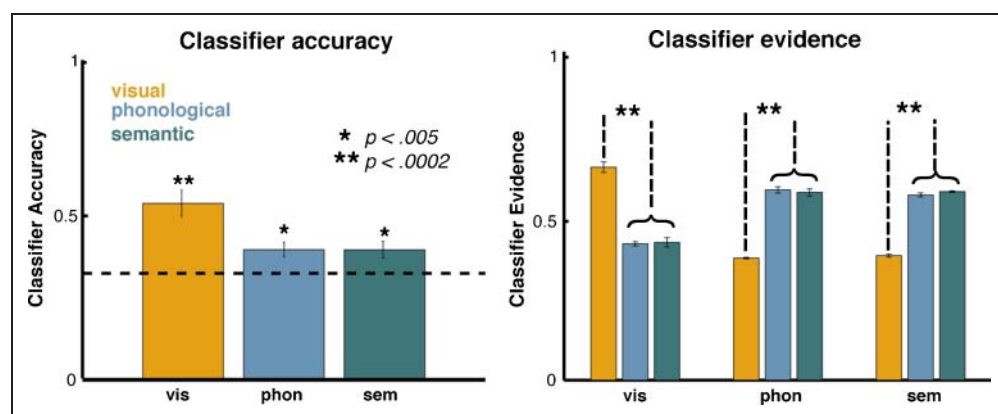 Classifier accuracy
1
visual
phonological
semantic
* p < .005
** p < .0002
Classifier Accuracy
**
*
*
0.5
0
vis phon sem
Classifier evidence
1
** ** **
Classifier Evidence
0.5
0
vis phon sem